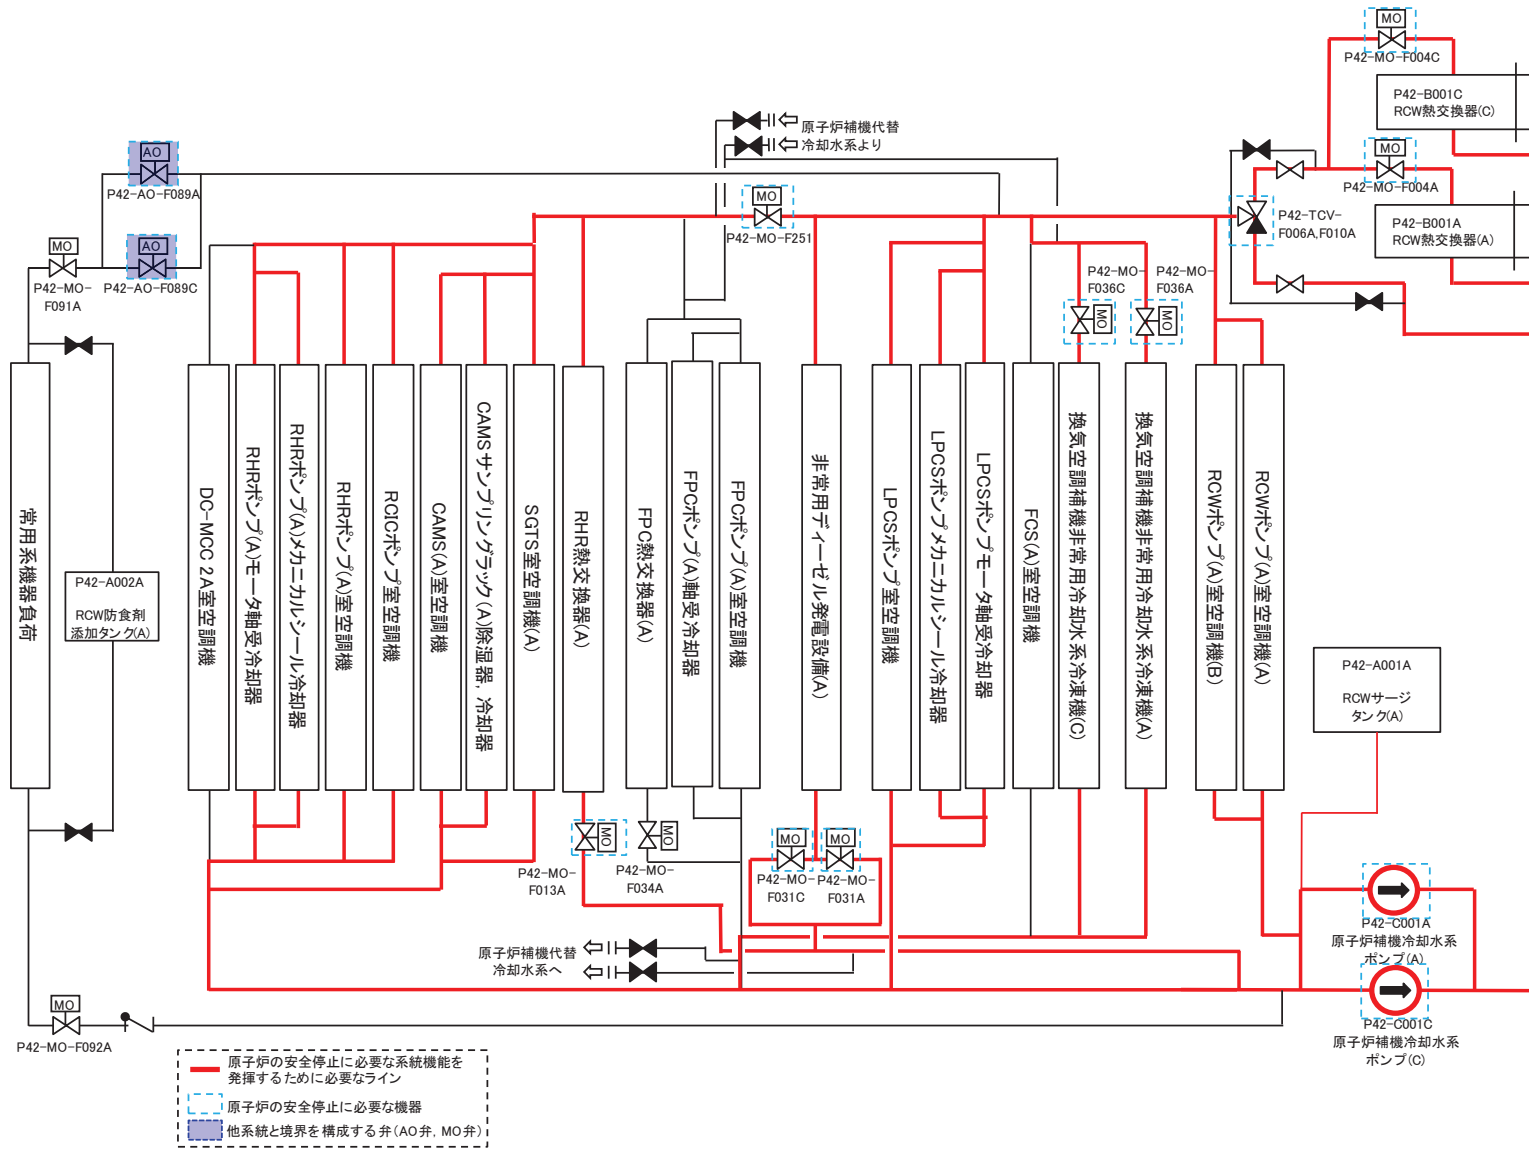 MO
P42-MO-F004C
P42-B001C
RCW熱交換器(C)
MO
P42-MO-F004A
P42-B001A
RCW熱交換器(A)
原子炉補機代替
冷却水系より
AO
P42-AO-F089A
AO
P42-AO-F089C
MO
P42-MO-
F091A
MO
P42-MO-F251
P42-TCV-
F006A,F010A
P42-MO-
F036C
MO
P42-MO-
F036A
MO
常用系機器負荷
P42-A002A
RCW防食剤
添加タンク(A)
DC-MCC 2A室空調機
RHRポンプ(A)モータ軸受冷却器
RHRポンプ(A)メカニカルシール冷却器
RHRポンプ(A)室空調機
RCICポンプ室空調機
CAMS(A)室空調機
CAMSサンプリングラック(A)除湿器, 冷却器
SGTS室空調機(A)
RHR熱交換器(A)
FPC熱交換器(A)
FPCポンプ(A)軸受冷却器
FPCポンプ(A)室空調機
非常用ディーゼル発電設備(A)
LPCSポンプ室空調機
LPCSポンプメカニカルシール冷却器
LPCSポンプモータ軸受冷却器
FCS(A)室空調機
換気空調補機非常用冷却水系冷凍機(C)
換気空調補機非常用冷却水系冷凍機(A)
RCWポンプ(A)室空調機(B)
RCWポンプ(A)室空調機(A)
P42-A001A
RCWサージ
タンク(A)
MO
P42-MO-
F013A
MO
P42-MO-
F034A
MO
P42-MO-
F031C
MO
P42-MO-
F031A
P42-C001A
原子炉補機冷却水系
ポンプ(A)
P42-C001C
原子炉補機冷却水系
ポンプ(C)
原子炉補機代替
冷却水系へ
MO
P42-MO-F092A
原子炉の安全停止に必要な系統機能を
発揮するために必要なライン
原子炉の安全停止に必要な機器
他系統と境界を構成する弁(AO弁, MO弁)